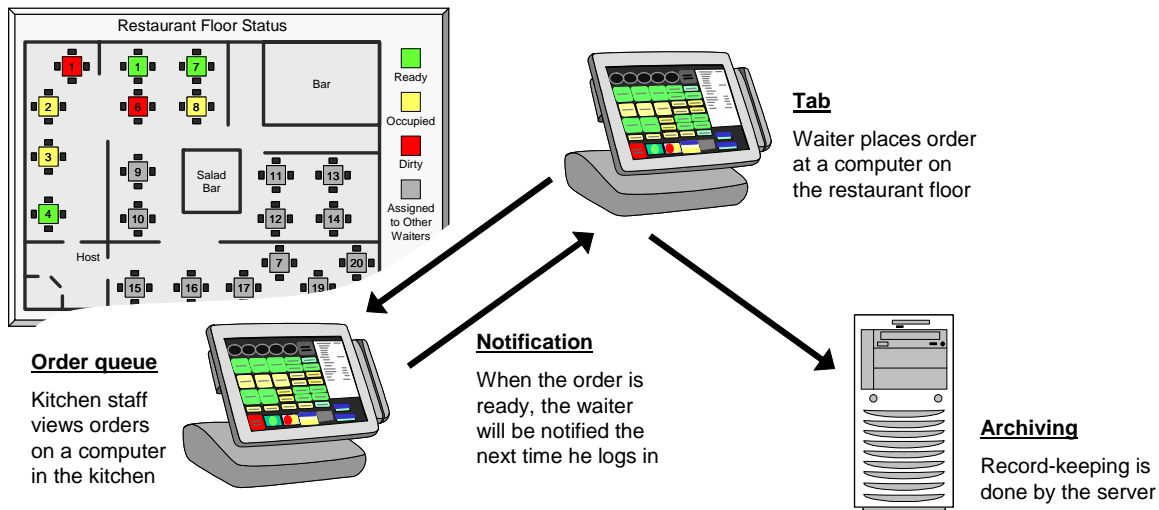 Restaurant Floor Status
1
1
7
2
6
8
3
4
9
10
11
13
12
14
7
20
15
16
17
19
Bar
Salad
Bar
Host
Ready
Occupied
Dirty
Assigned
to Other
Waiters
Tab
Waiter places order
at a computer on
the restaurant floor
Order queue
Kitchen staff
views orders
on a computer
in the kitchen
Notification
When the order is
ready, the waiter
will be notified the
next time he logs in
Archiving
Record-keeping is
done by the server